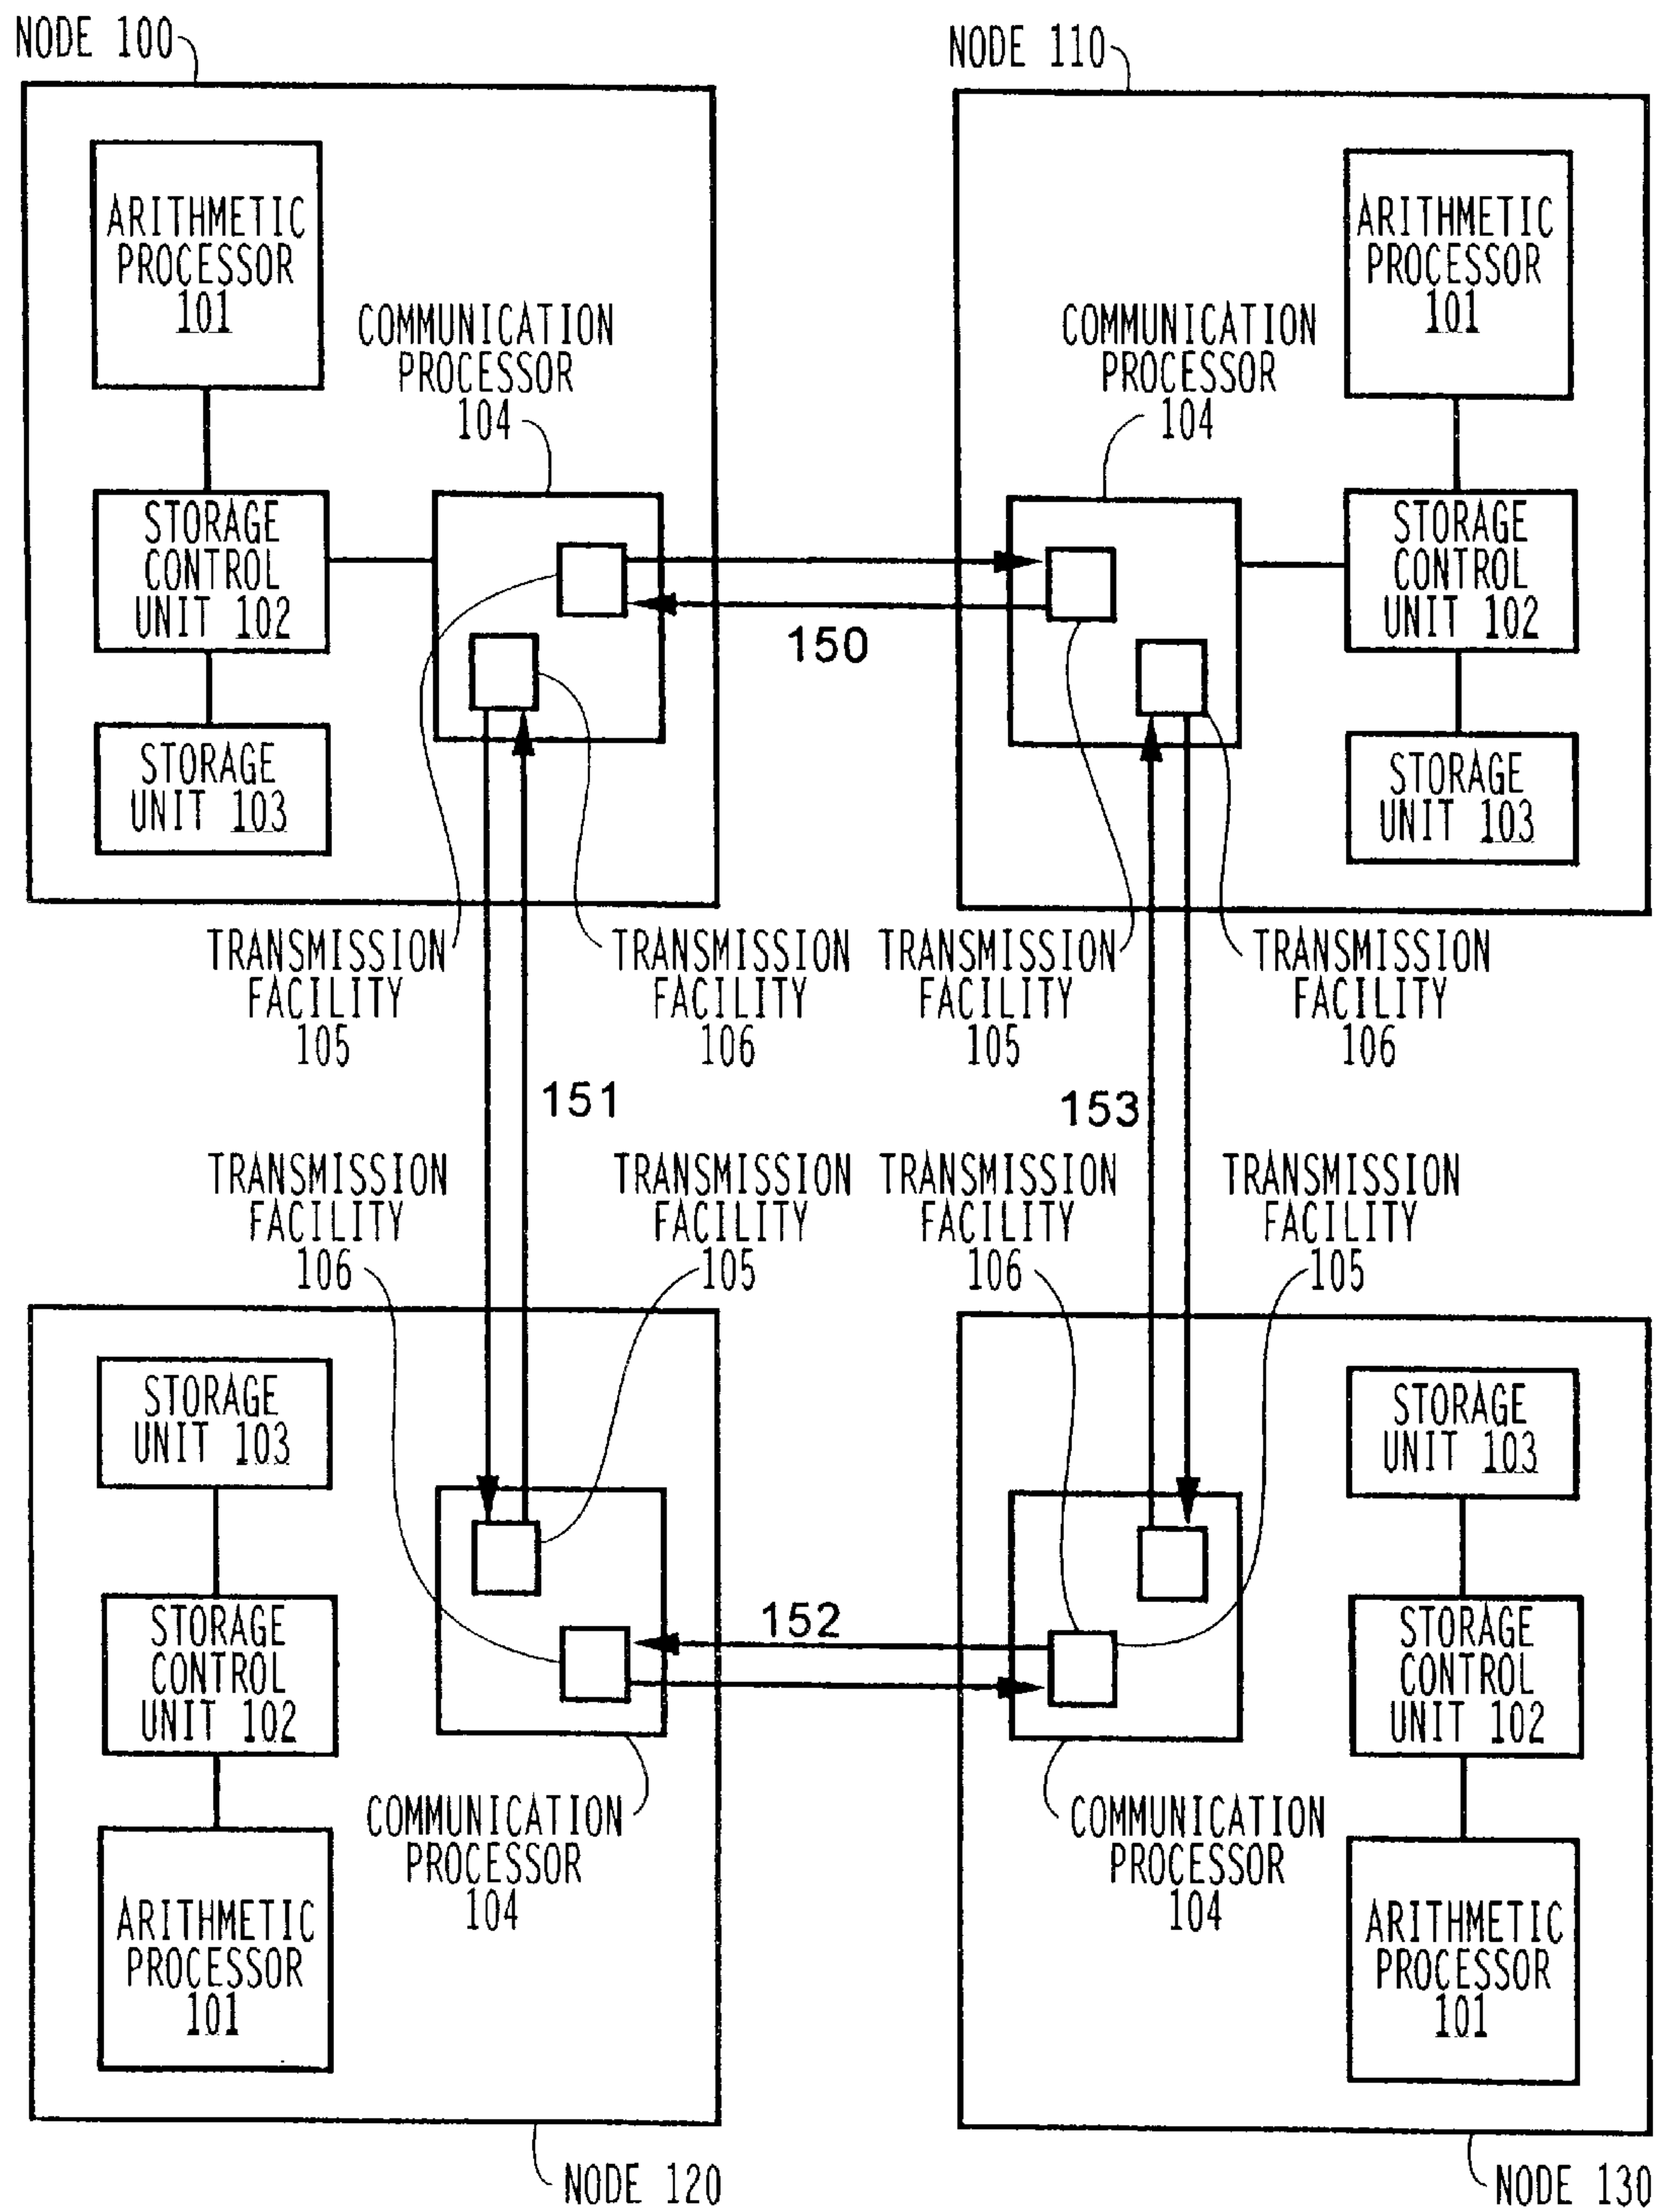 NODE 100
NODE 110
ARITHMETIC
PROCESSOR
101
COMMUNICATION
PROCESSOR
104
STORAGE
CONTROL
UNIT 102
STORAGE
UNIT 103
COMMUNICATION
PROCESSOR
104
ARITHMETIC
PROCESSOR
101
STORAGE
CONTROL
UNIT 102
STORAGE
UNIT 103
150
TRANSMISSION
FACILITY
105
TRANSMISSION
FACILITY
106
TRANSMISSION
FACILITY
105
TRANSMISSION
FACILITY
106
151
153
TRANSMISSION
FACILITY
106
TRANSMISSION
FACILITY
105
TRANSMISSION
FACILITY
106
TRANSMISSION
FACILITY
105
STORAGE
UNIT 103
STORAGE
CONTROL
UNIT 102
ARITHMETIC
PROCESSOR
101
COMMUNICATION
PROCESSOR
104
152
COMMUNICATION
PROCESSOR
104
STORAGE
UNIT 103
STORAGE
CONTROL
UNIT 102
ARITHMETIC
PROCESSOR
101
NODE 120
NODE 130